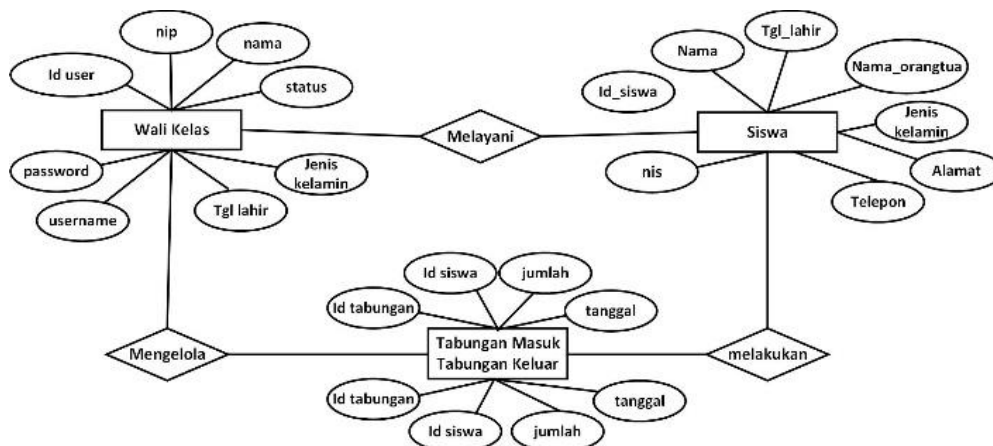 nip
nama
Id user
status
Wali Kelas
password
username
Tgl lahir
Jenis
kelamin
Melayani
Tgl_lahir
Nama
Nama_orangtua
Id_siswa
Siswa
Jenis
kelamin
nis
Alamat
Telepon
Id siswa
jumlah
Id tabungan
tanggal
Mengelola
Tabungan Masuk
Tabungan Keluar
melakukan
Id tabungan
tanggal
Id siswa
jumlah